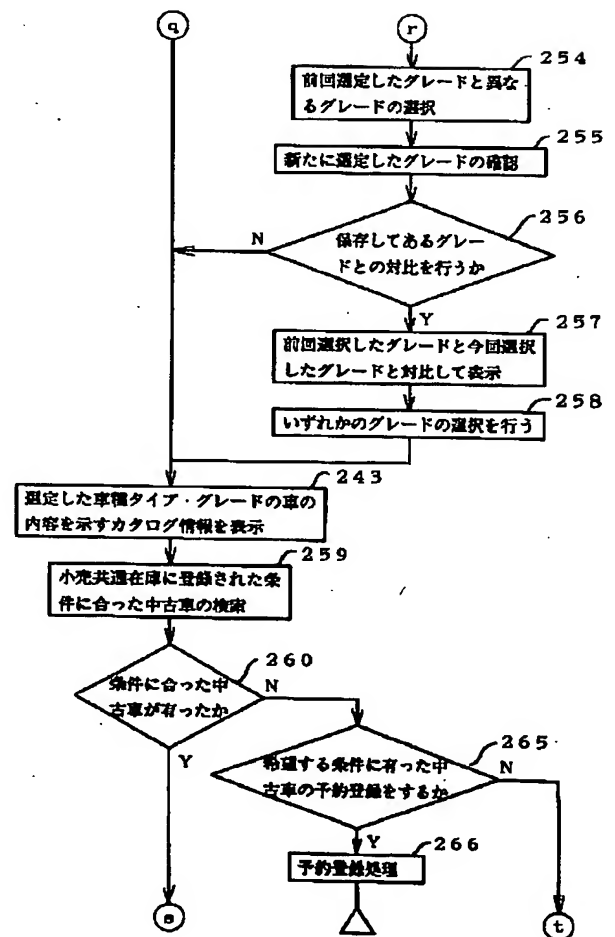 q
r
254
前回選定したグレードと異な
るグレードの選択
255
新たに選定したグレードの確認
256
保存してあるグレー
ドとの対比を行うか
N
Y
257
前回選択したグレードと今回選択
したグレードと対比して表示
258
いずれかのグレードの選択を行う
243
選定した車種タイプ・グレードの車の
内容を示すカタログ情報を表示
259
小売共通在庫に登録された条
件に合った中古車の検索
260
条件に合った中
古車が有ったか
N
Y
265
希望する条件に有った中
古車の予約登録をするか
N
Y
266
予約登録処理
s
t